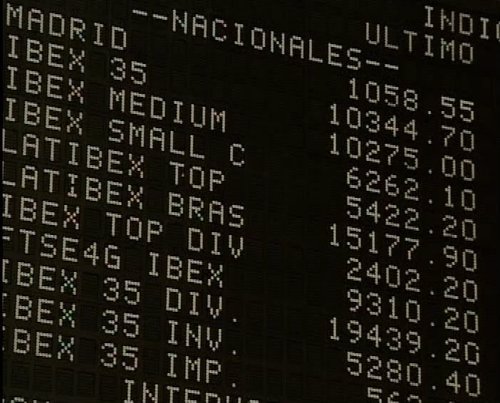 INDIC
ULTIMO
--NACIONALES--
MADRID 1058.55
IBEX 35 10344.70
IBEX MEDIUM 10275.00
IBEX SMALL C 6262.10
LATIBEX TOP 5422.20
LATIBEX BRAS 15177.90
IBEX TOP DIV 2402.20
FTSE4G IBEX 9310.20
IBEX 35 DIV. 19439.20
IBEX 35 INV. 5280.40
IBEX 35 IMP.